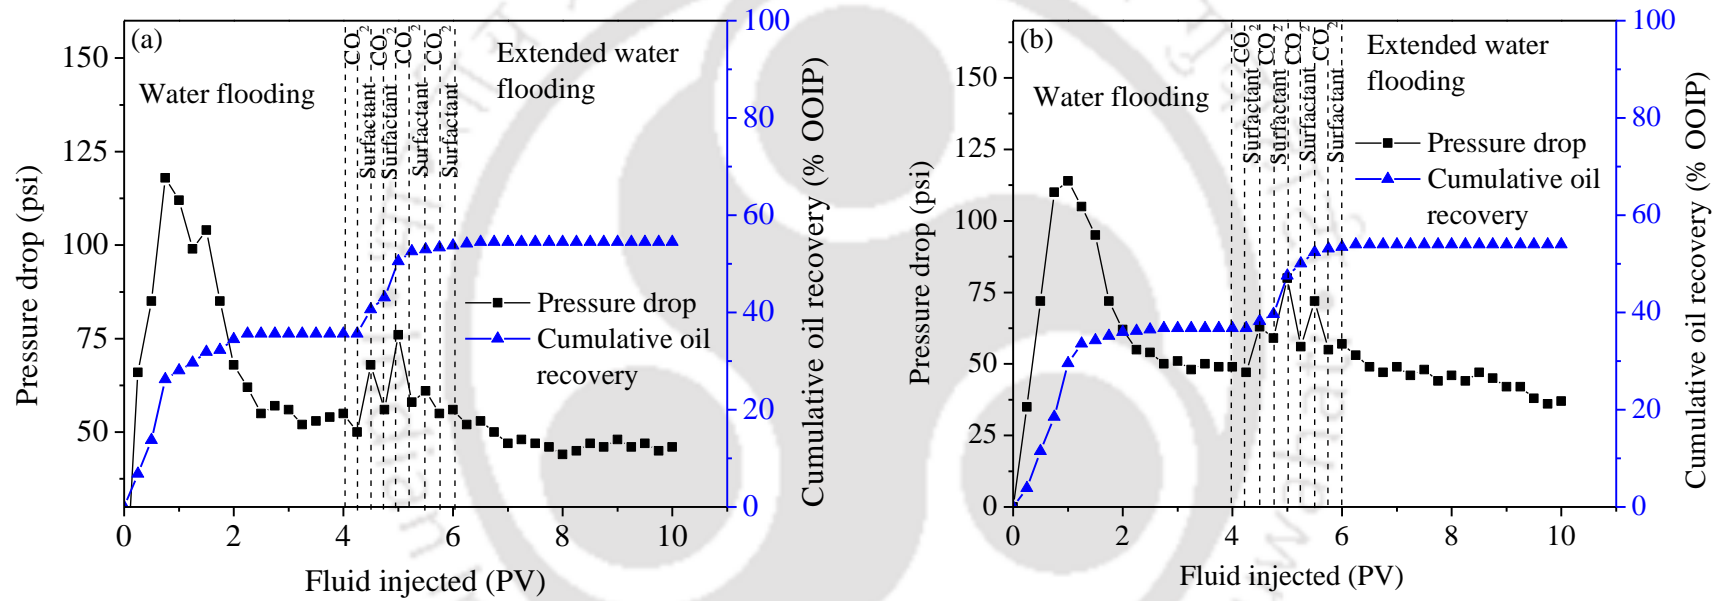 (a)
Water flooding
CO2
Surfactant
CO2
Surfactant
CO2
Surfactant
CO2
Surfactant
Extended water
flooding
Pressure drop
Cumulative oil
recovery
150
125
100
75
50
Pressure drop (psi)
0 2 4 6 8 10
Fluid injected (PV)
100
80
60
40
20
0
Cumulative oil recovery (% OOIP)
(b)
Water flooding
CO2
Surfactant
CO2
Surfactant
CO2
Surfactant
CO2
Surfactant
Extended water
flooding
Pressure drop
Cumulative oil
recovery
150
125
100
75
50
25
0
Pressure drop (psi)
0 2 4 6 8 10
Fluid injected (PV)
100
80
60
40
20
0
Cumulative oil recovery (% OOIP)